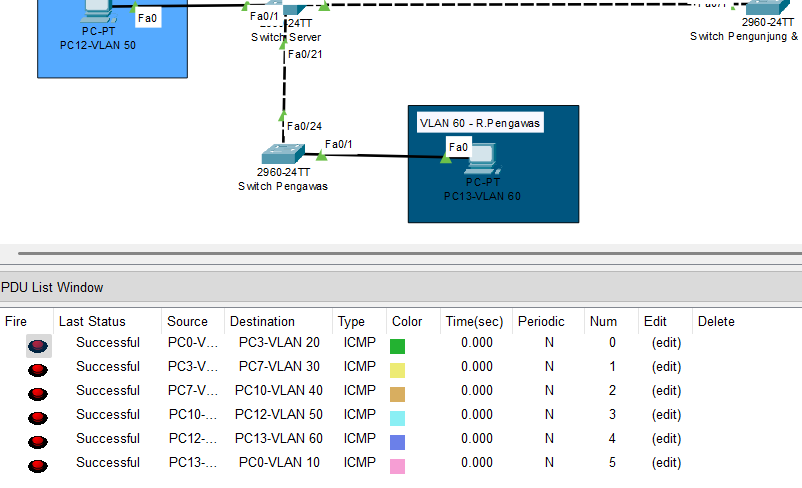 Fa0
PC-PT
PC12-VLAN 50
Fa0/1
24TT
Switch Server
Fa0/21
2960-24TT
Switch Pengunjung &
Fa0/24
Fa0/1
2960-24TT
Switch Pengawas
VLAN 60 - R.Pengawas
Fa0
PC-PT
PC13-VLAN 60
PDU List Window
Fire Last Status Source Destination Type Color Time(sec) Periodic Num Edit Delete
Successful PC0-V... PC3-VLAN 20 ICMP 0.000 N 0 (edit)
Successful PC3-V... PC7-VLAN 30 ICMP 0.000 N 1 (edit)
Successful PC7-V... PC10-VLAN 40 ICMP 0.000 N 2 (edit)
Successful PC10-... PC12-VLAN 50 ICMP 0.000 N 3 (edit)
Successful PC12-... PC13-VLAN 60 ICMP 0.000 N 4 (edit)
Successful PC13-... PC0-VLAN 10 ICMP 0.000 N 5 (edit)